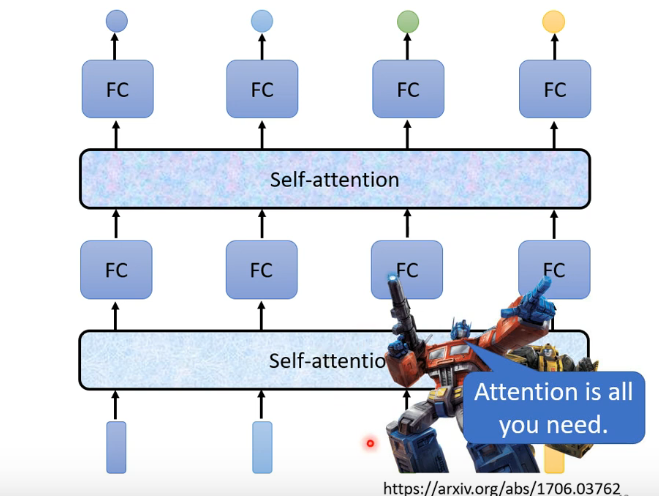 FC FC FC FC
Self-attention
FC FC FC FC
Self-attentio
Attention is all
you need.
https://arxiv.org/abs/1706.03762